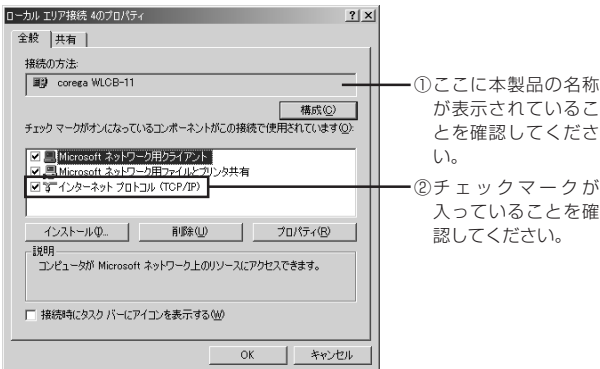 ローカル エリア接続 4のプロパティ
全般 共有
接続の方法:
corega WLCB-11
構成(C)
チェック マークがオンになっているコンポーネントがこの接続で使用されています(O):
Microsoft ネットワーク用クライアント
Microsoft ネットワーク用ファイルとプリンタ共有
インターネット プロトコル (TCP/IP)
インストール(I)... 削除(U) プロパティ(R)
説明
コンピュータが Microsoft ネットワーク上のリソースにアクセスできます。
接続時にタスク バーにアイコンを表示する(W)
OK キャンセル
①ここに本製品の名称
が表示されているこ
とを確認してくださ
い。
②チェックマークが
入っていることを確
認してください。